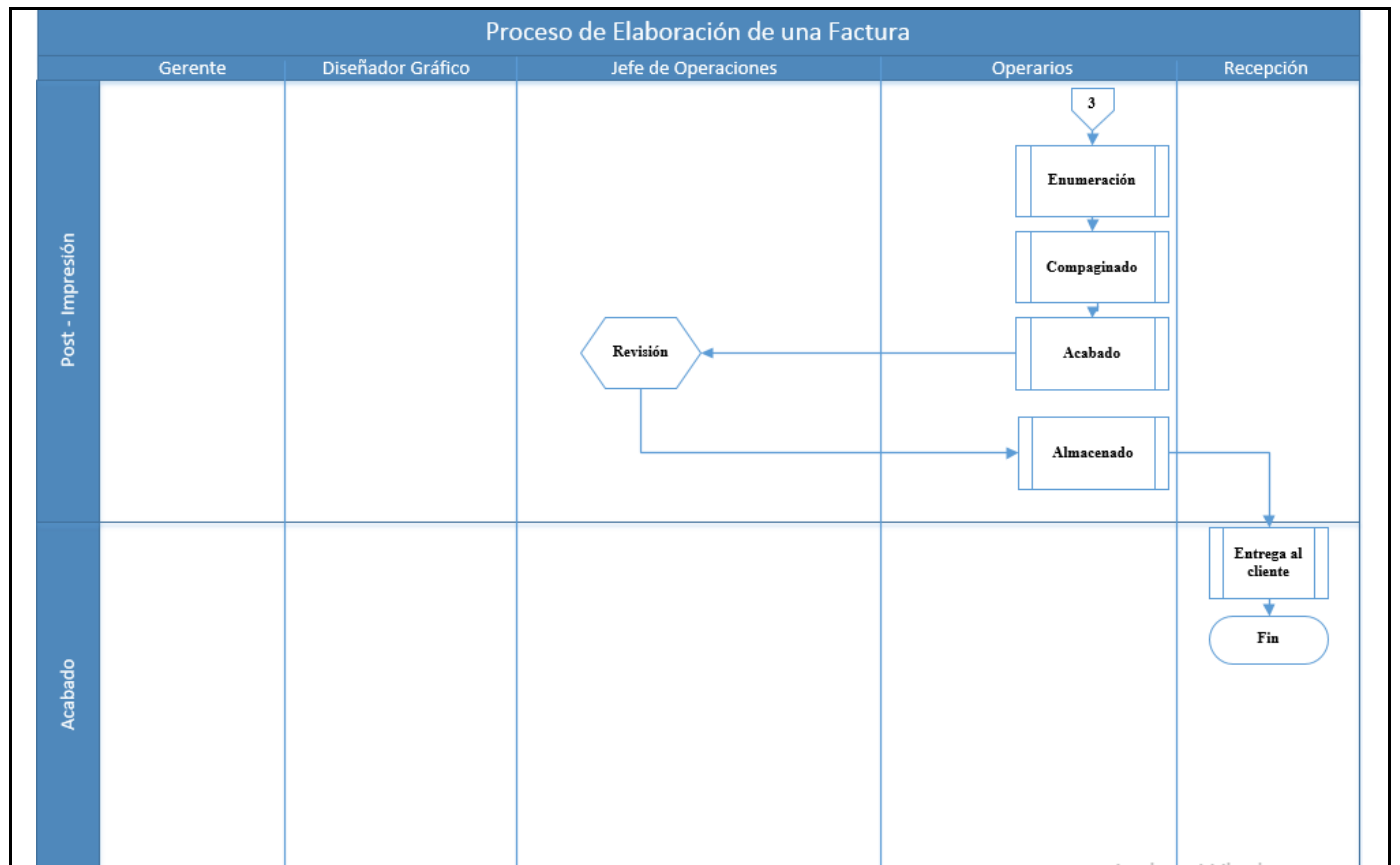 Proceso de Elaboración de una Factura
Gerente
Diseñador Gráfico
Jefe de Operaciones
Operarios
Recepción
Post - Impresión
3
Enumeración
Compaginado
Revisión
Acabado
Almacenado
Acabado
Entrega al
cliente
Fin